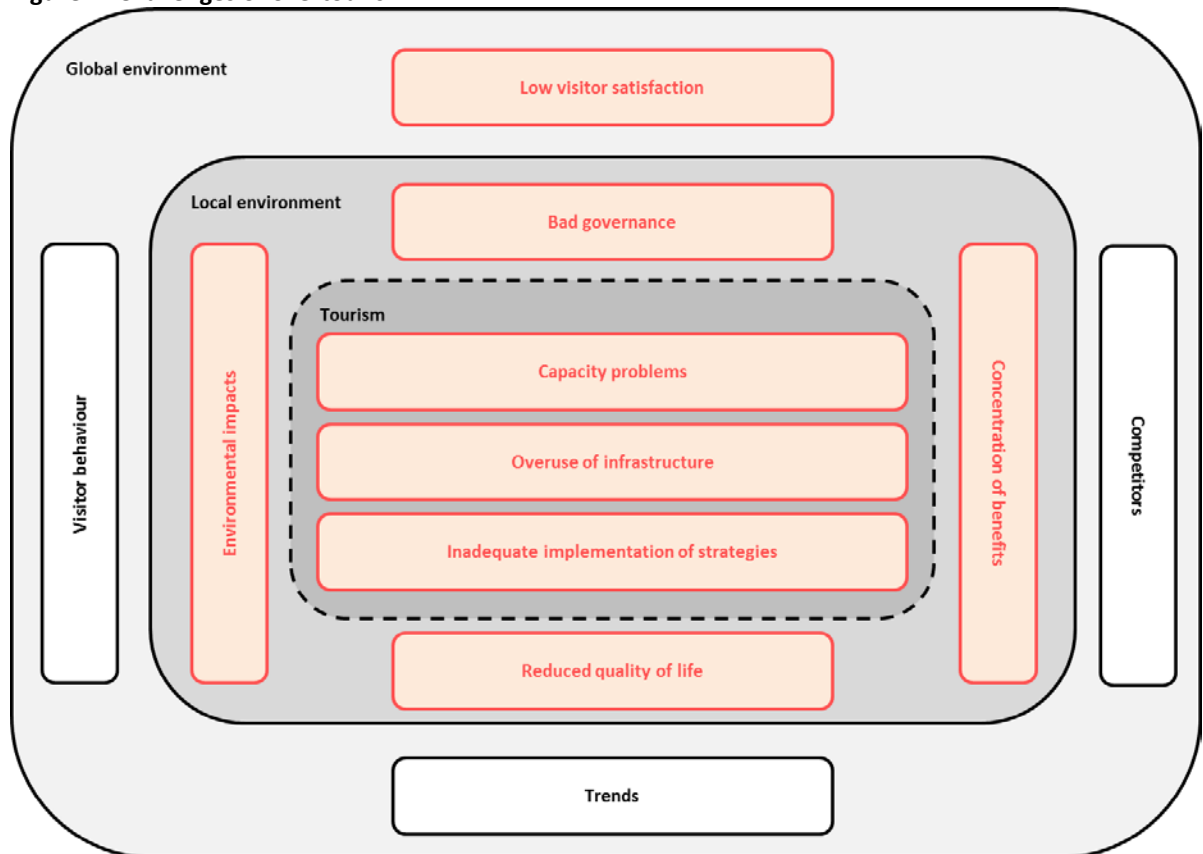 Global environment
Low visitor satisfaction
Local environment
Bad governance
Visitor behaviour
Environmental impacts
Tourism
Capacity problems
Overuse of infrastructure
Inadequate implementation of strategies
Concentration of benefits
Competitors
Reduced quality of life
Trends